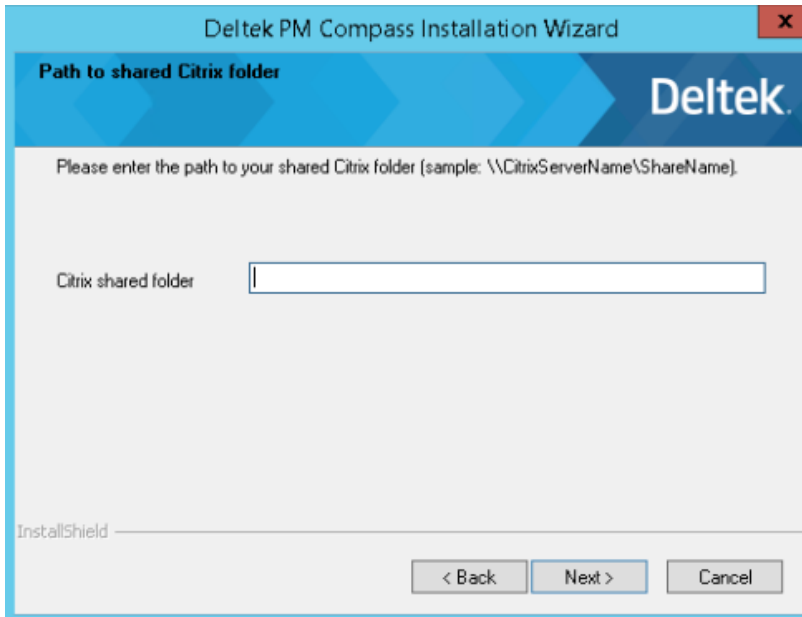 Deltek PM Compass Installation Wizard
x
Path to shared Citrix folder
Deltek.
Please enter the path to your shared Citrix folder (sample: \\CitrixServerName\ShareName).
Citrix shared folder
InstallShield
< Back
Next >
Cancel